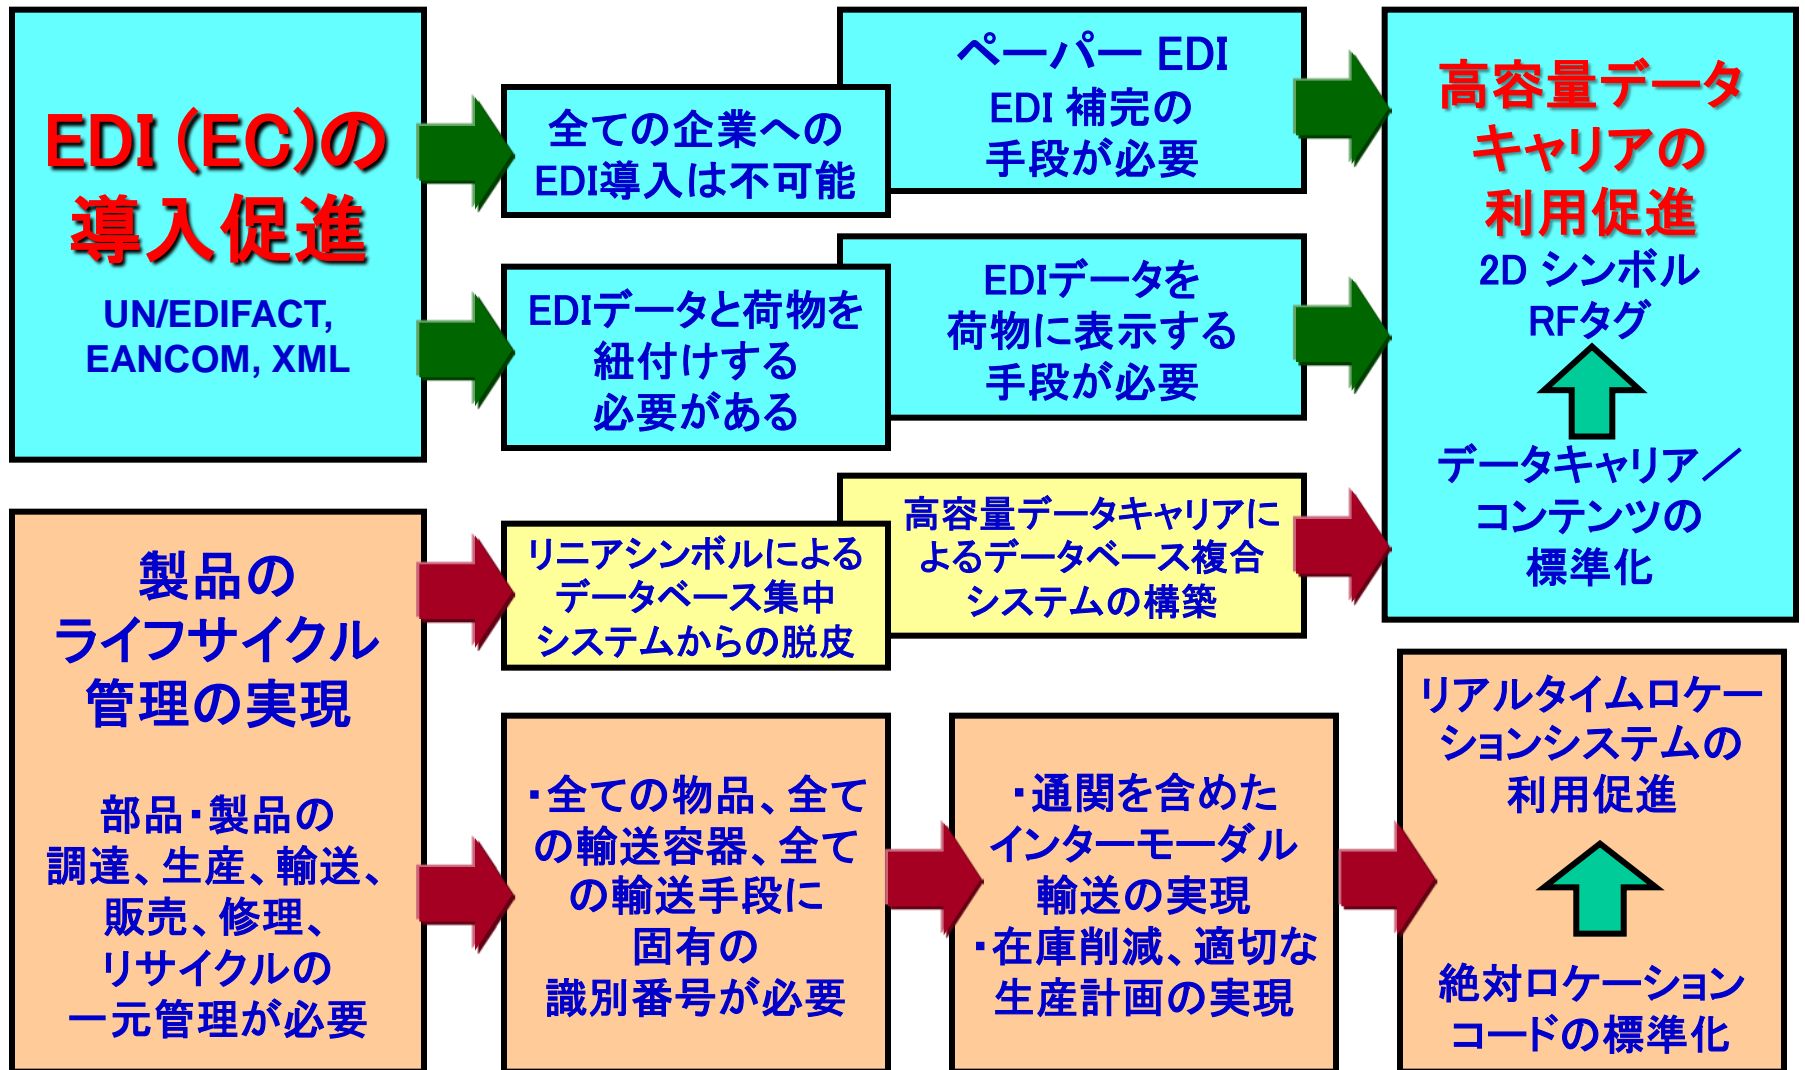 EDI (EC)の
導入促進
UN/EDIFACT,
EANCOM, XML
全ての企業への
EDI導入は不可能
ペーパー EDI
EDI 補完の
手段が必要
EDIデータと荷物を
紐付けする
必要がある
EDIデータを
荷物に表示する
手段が必要
高容量データ
キャリアの
利用促進
2D シンボル
RFタグ
データキャリア／
コンテンツの
標準化
製品の
ライフサイクル
管理の実現
部品・製品の
調達、生産、輸送、
販売、修理、
リサイクルの
一元管理が必要
リニアシンボルによる
データベース集中
システムからの脱皮
高容量データキャリアに
よるデータベース複合
システムの構築
・全ての物品、全て
の輸送容器、全て
の輸送手段に
固有の
識別番号が必要
・通関を含めた
インターモーダル
輸送の実現
・在庫削減、適切な
生産計画の実現
リアルタイムロケー
ションシステムの
利用促進
絶対ロケーション
コードの標準化